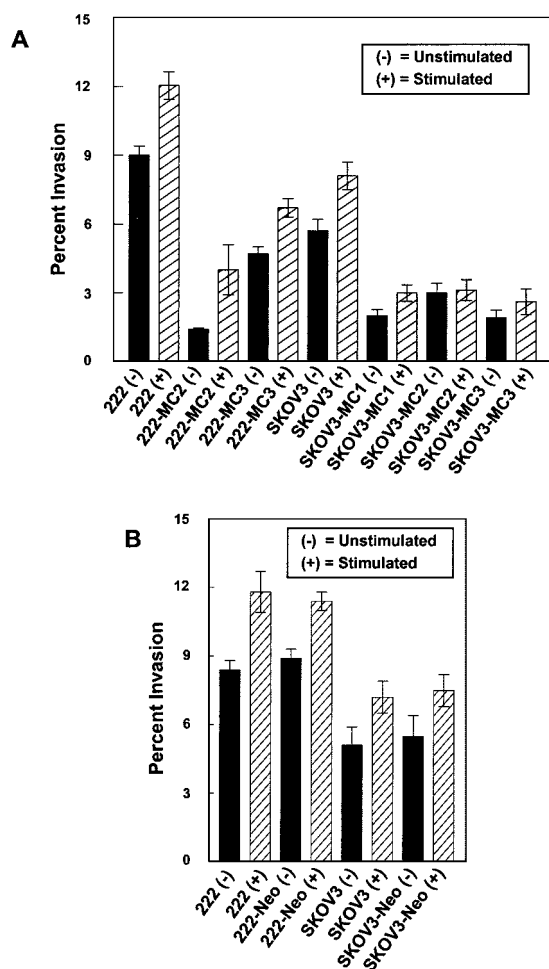 A
15
12
9
6
3
0
Percent Invasion
(-) = Unstimulated
(+) = Stimulated
222 (-)
222 (+)
222-MC2 (-)
222-MC2 (+)
222-MC3 (-)
222-MC3 (+)
SKOV3 (-)
SKOV3 (+)
SKOV3-MC1 (-)
SKOV3-MC1 (+)
SKOV3-MC2 (-)
SKOV3-MC2 (+)
SKOV3-MC3 (-)
SKOV3-MC3 (+)
B
15
12
9
6
3
0
Percent Invasion
(-) = Unstimulated
(+) = Stimulated
222 (-)
222 (+)
222-Neo (-)
222-Neo (+)
SKOV3 (-)
SKOV3 (+)
SKOV3-Neo (-)
SKOV3-Neo (+)